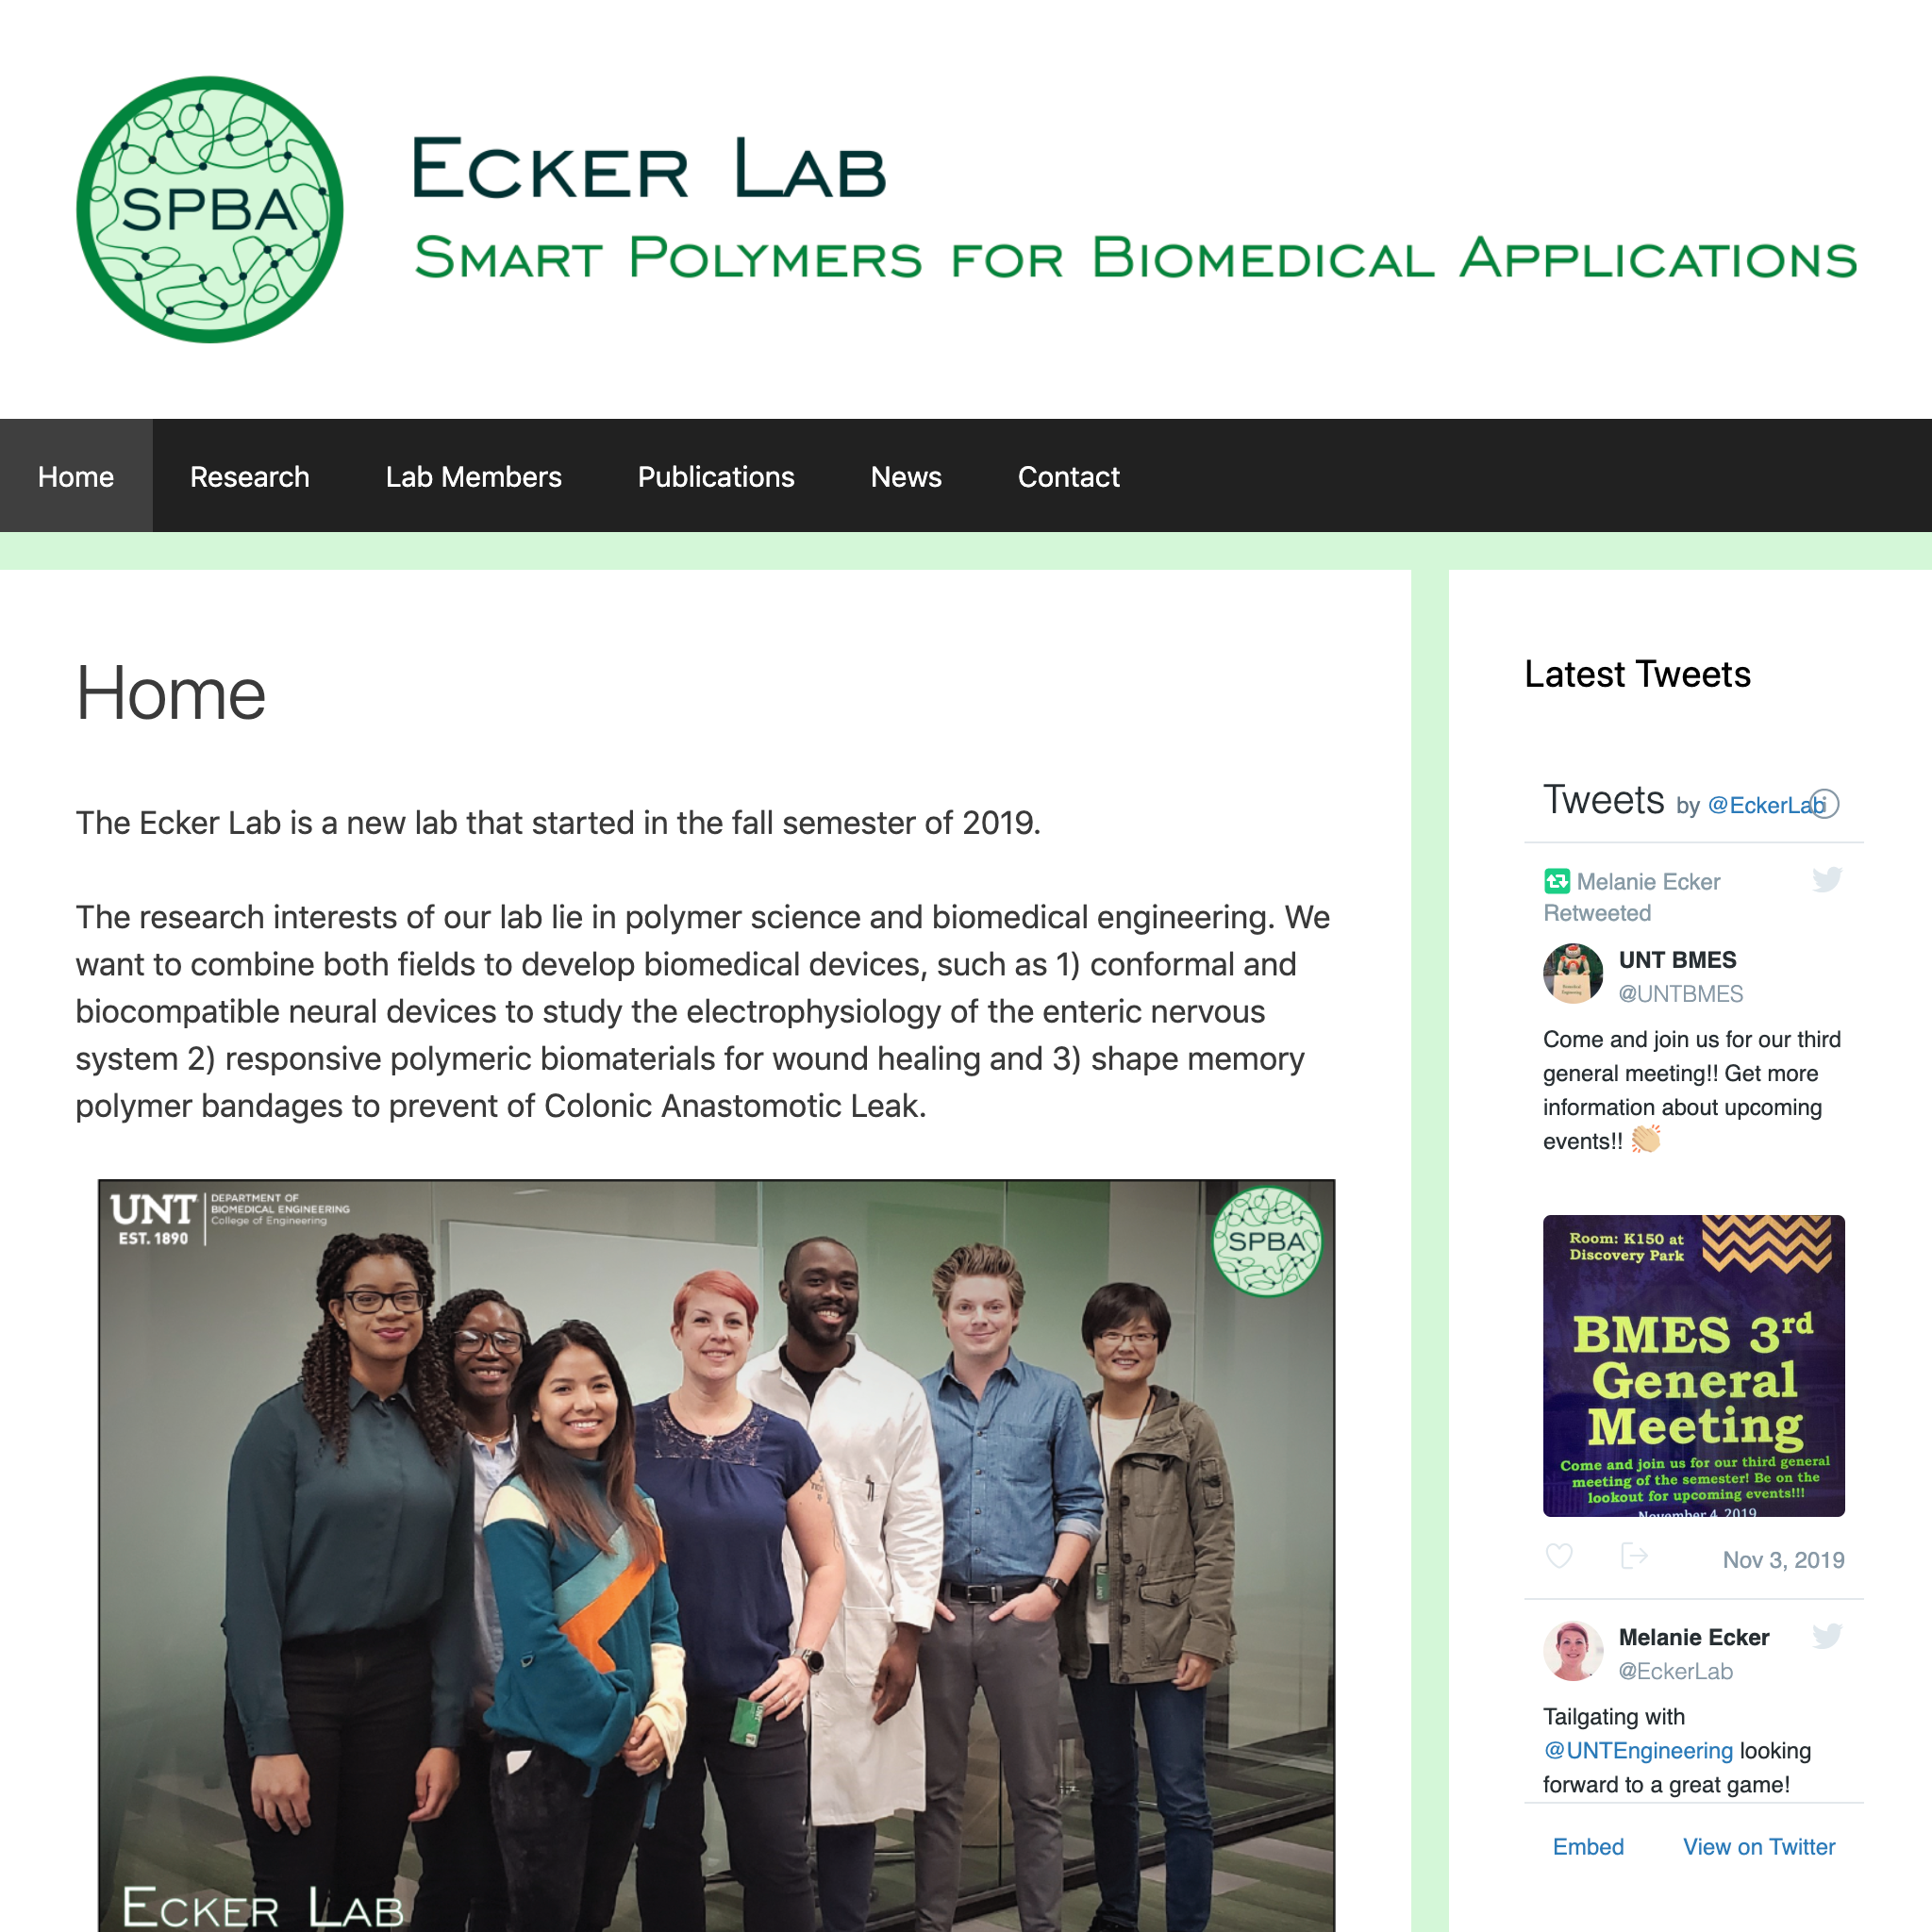 SPBA
ECKER LAB
SMART POLYMERS FOR BIOMEDICAL APPLICATIONS
Home
Research
Lab Members
Publications
News
Contact
Home
The Ecker Lab is a new lab that started in the fall semester of 2019.
The research interests of our lab lie in polymer science and biomedical engineering. We
want to combine both fields to develop biomedical devices, such as 1) conformal and
biocompatible neural devices to study the electrophysiology of the enteric nervous
system 2) responsive polymeric biomaterials for wound healing and 3) shape memory
polymer bandages to prevent of Colonic Anastomotic Leak.
UNT
EST. 1890
DEPARTMENT OF
BIOMEDICAL ENGINEERING
College of Engineering
SPBA
ECKER LAB
Latest Tweets
Tweets by @EckerLab
Melanie Ecker
Retweeted
UNT BMES
@UNTBMES
Come and join us for our third
general meeting!! Get more
information about upcoming
events!! 👏🏼
Room: K150 at
Discovery Park
BMES 3rd
General
Meeting
Come and join us for our third general
meeting of the semester! Be on the
lookout for upcoming events!!!
November 4, 2019
Nov 3, 2019
Melanie Ecker
@EckerLab
Tailgating with
@UNTEngineering looking
forward to a great game!
Embed
View on Twitter